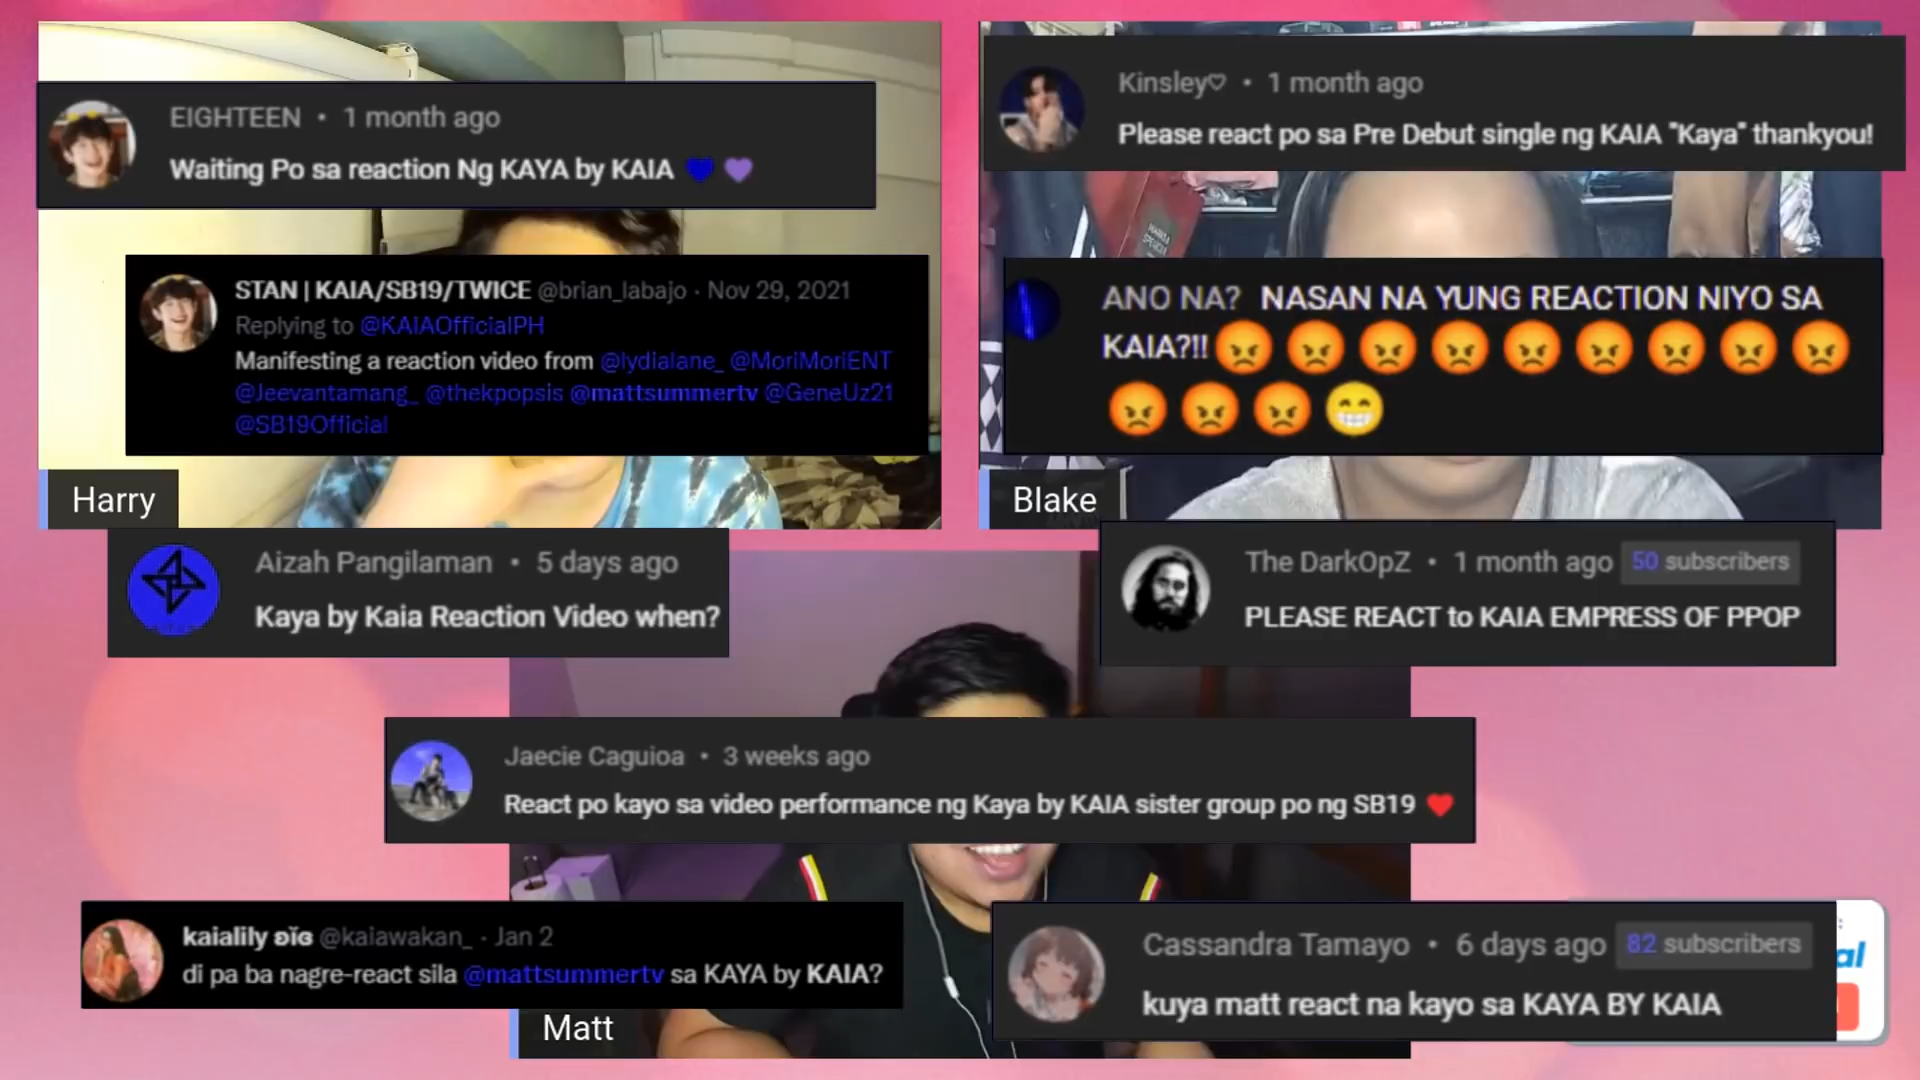 EIGHTEEN • 1 month ago
Waiting Po sa reaction Ng KAYA by KAIA 💙 💜
Kinsley♡ • 1 month ago
Please react po sa Pre Debut single ng KAIA "Kaya" thankyou!
MARKS&
SPENCER
STAN | KAIA/SB19/TWICE @brian_labajo · Nov 29, 2021
Replying to @KAIAOfficialPH
Manifesting a reaction video from @lydialane_ @MoriMoriENT
@Jeevantamang_ @thekpopsis @mattsummertv @GeneUz21
@SB19Official
ANO NA? NASAN NA YUNG REACTION NIYO SA
KAIA?!! 😡 😡 😡 😡 😡 😡 😡 😡 😡
😡 😡 😡 😁
Harry
Blake
Aizah Pangilaman • 5 days ago
Kaya by Kaia Reaction Video when?
The DarkOpZ • 1 month ago 50 subscribers
PLEASE REACT to KAIA EMPRESS OF PPOP
Jaecie Caguioa • 3 weeks ago
React po kayo sa video performance ng Kaya by KAIA sister group po ng SB19 ❤️
kaialily ʚĭɞ @kaiawakan_ · Jan 2
di pa ba nagre-react sila @mattsummertv sa KAYA by KAIA?
Cassandra Tamayo • 6 days ago 82 subscribers
kuya matt react na kayo sa KAYA BY KAIA
al
Matt